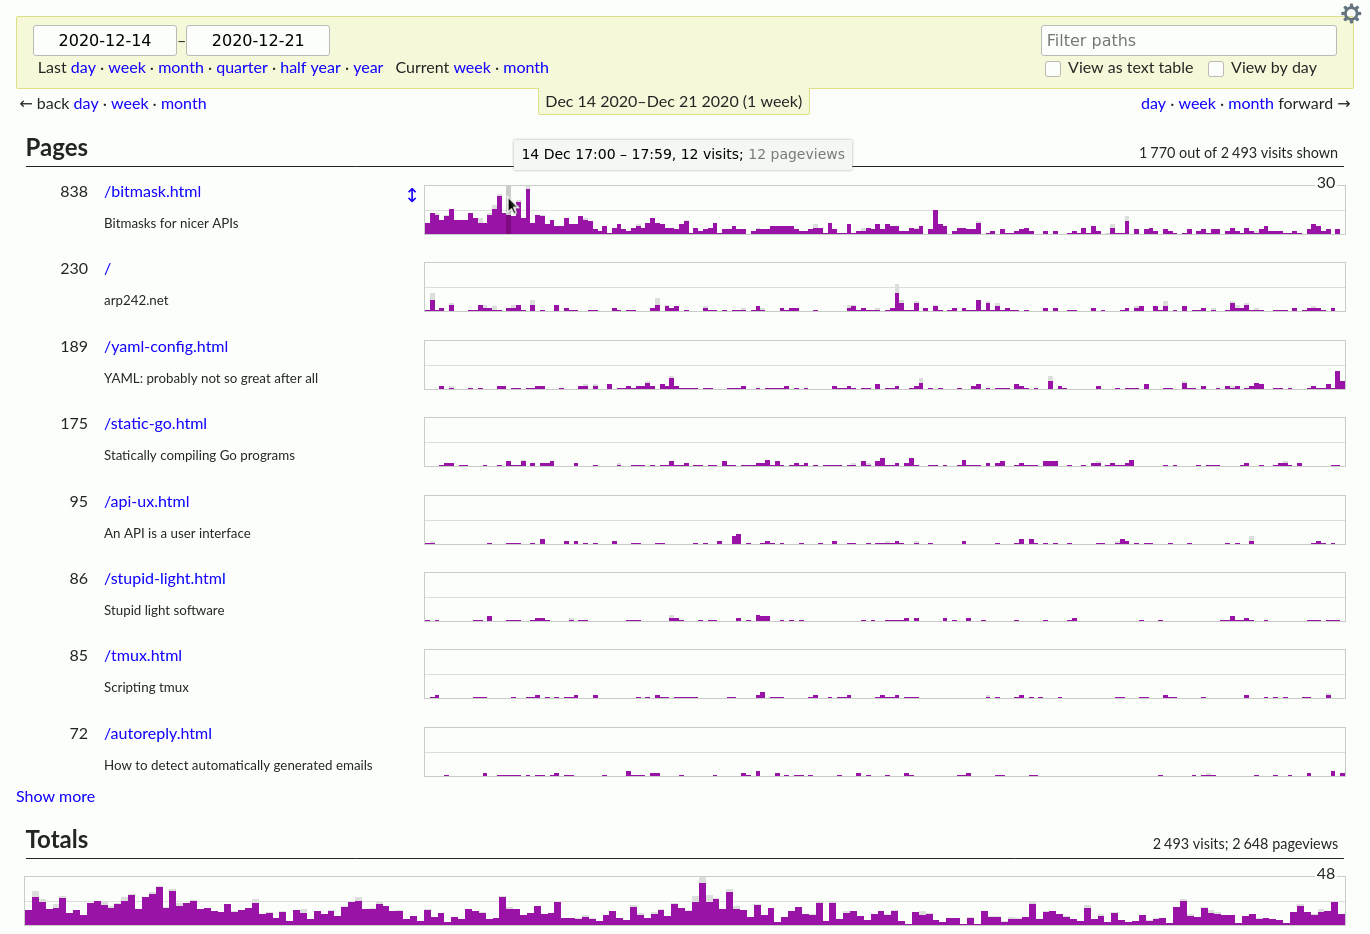 2020-12-14 – 2020-12-21 Filter paths
Last day · week · month · quarter · half year · year Current week · month View as text table View by day
← back day · week · month Dec 14 2020–Dec 21 2020 (1 week) day · week · month forward →
Pages 14 Dec 17:00 – 17:59, 12 visits; 12 pageviews 1 770 out of 2 493 visits shown
838 /bitmask.html ↕ 30
Bitmasks for nicer APIs
230 /
arp242.net
189 /yaml-config.html
YAML: probably not so great after all
175 /static-go.html
Statically compiling Go programs
95 /api-ux.html
An API is a user interface
86 /stupid-light.html
Stupid light software
85 /tmux.html
Scripting tmux
72 /autoreply.html
How to detect automatically generated emails
Show more
Totals 2 493 visits; 2 648 pageviews
48